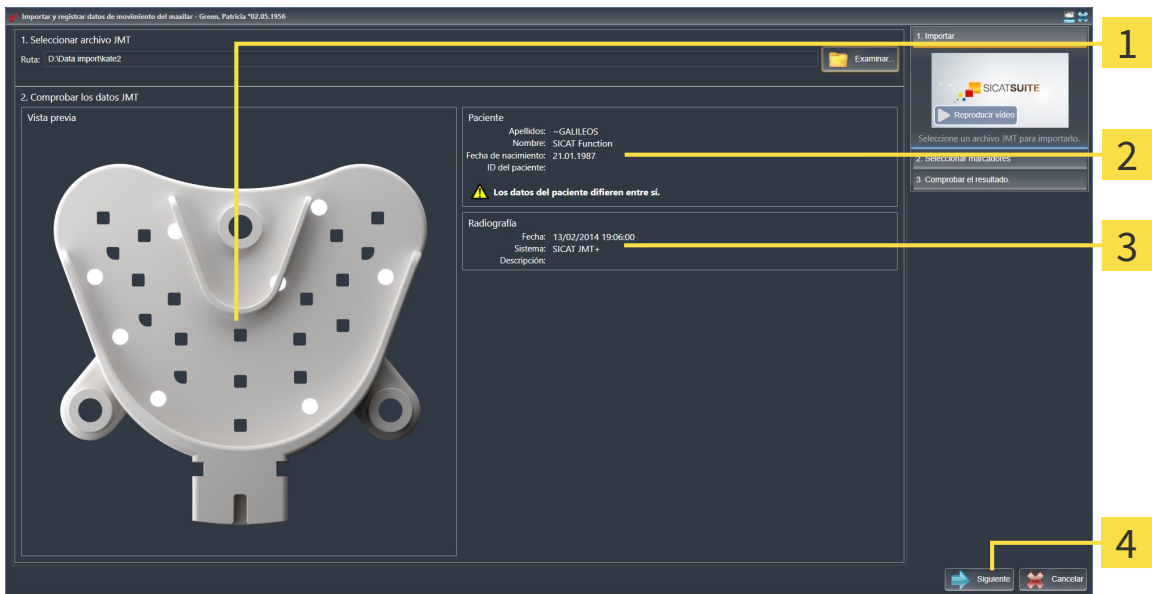 Importar y registrar datos de movimiento del maxilar - Green, Patricia *02.05.1956
1. Seleccionar archivo JMT
Ruta: D:\Data import\kate2
Examinar...
2. Comprobar los datos JMT
Vista previa
Paciente
Apellidos: ~GALILEOS
Nombre: SICAT Function
Fecha de nacimiento: 21.01.1987
ID del paciente:
Los datos del paciente difieren entre sí.
Radiografía
Fecha: 13/02/2014 19:06:00
Sistema: SICAT JMT+
Descripción:
1. Importar
SICATSUITE
Reproducir vídeo
Seleccione un archivo JMT para importarlo.
2. Seleccionar marcadores
3. Comprobar el resultado.
Siguiente
Cancelar
1
2
3
4